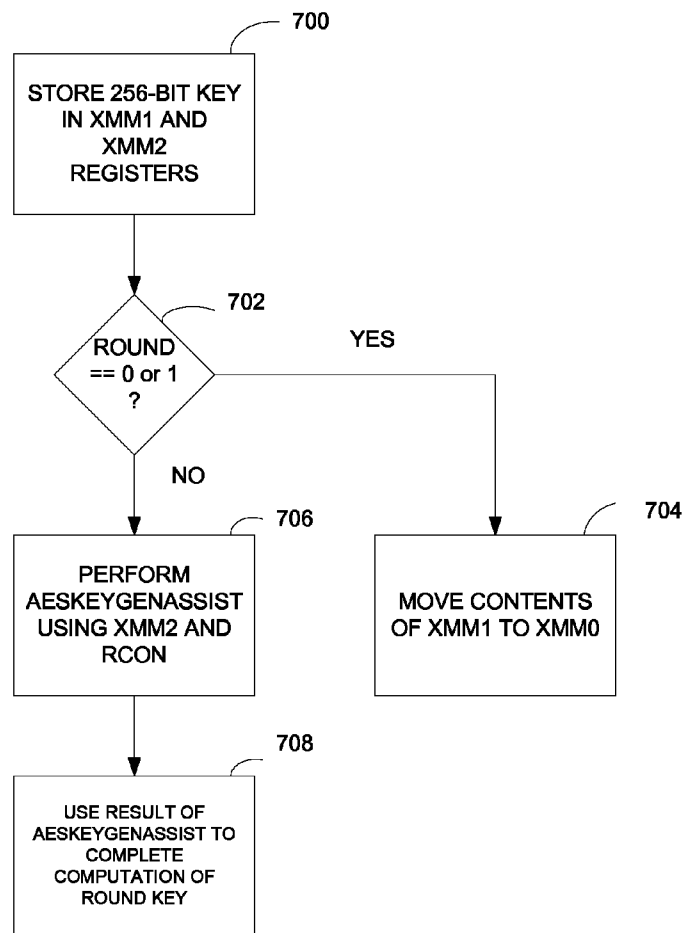 700
STORE 256-BIT KEY
IN XMM1 AND
XMM2
REGISTERS
702
ROUND
== 0 or 1
?
YES
NO
706
PERFORM
AESKEYGENASSIST
USING XMM2 AND
RCON
704
MOVE CONTENTS
OF XMM1 TO XMM0
708
USE RESULT OF
AESKEYGENASSIST TO
COMPLETE
COMPUTATION OF
ROUND KEY